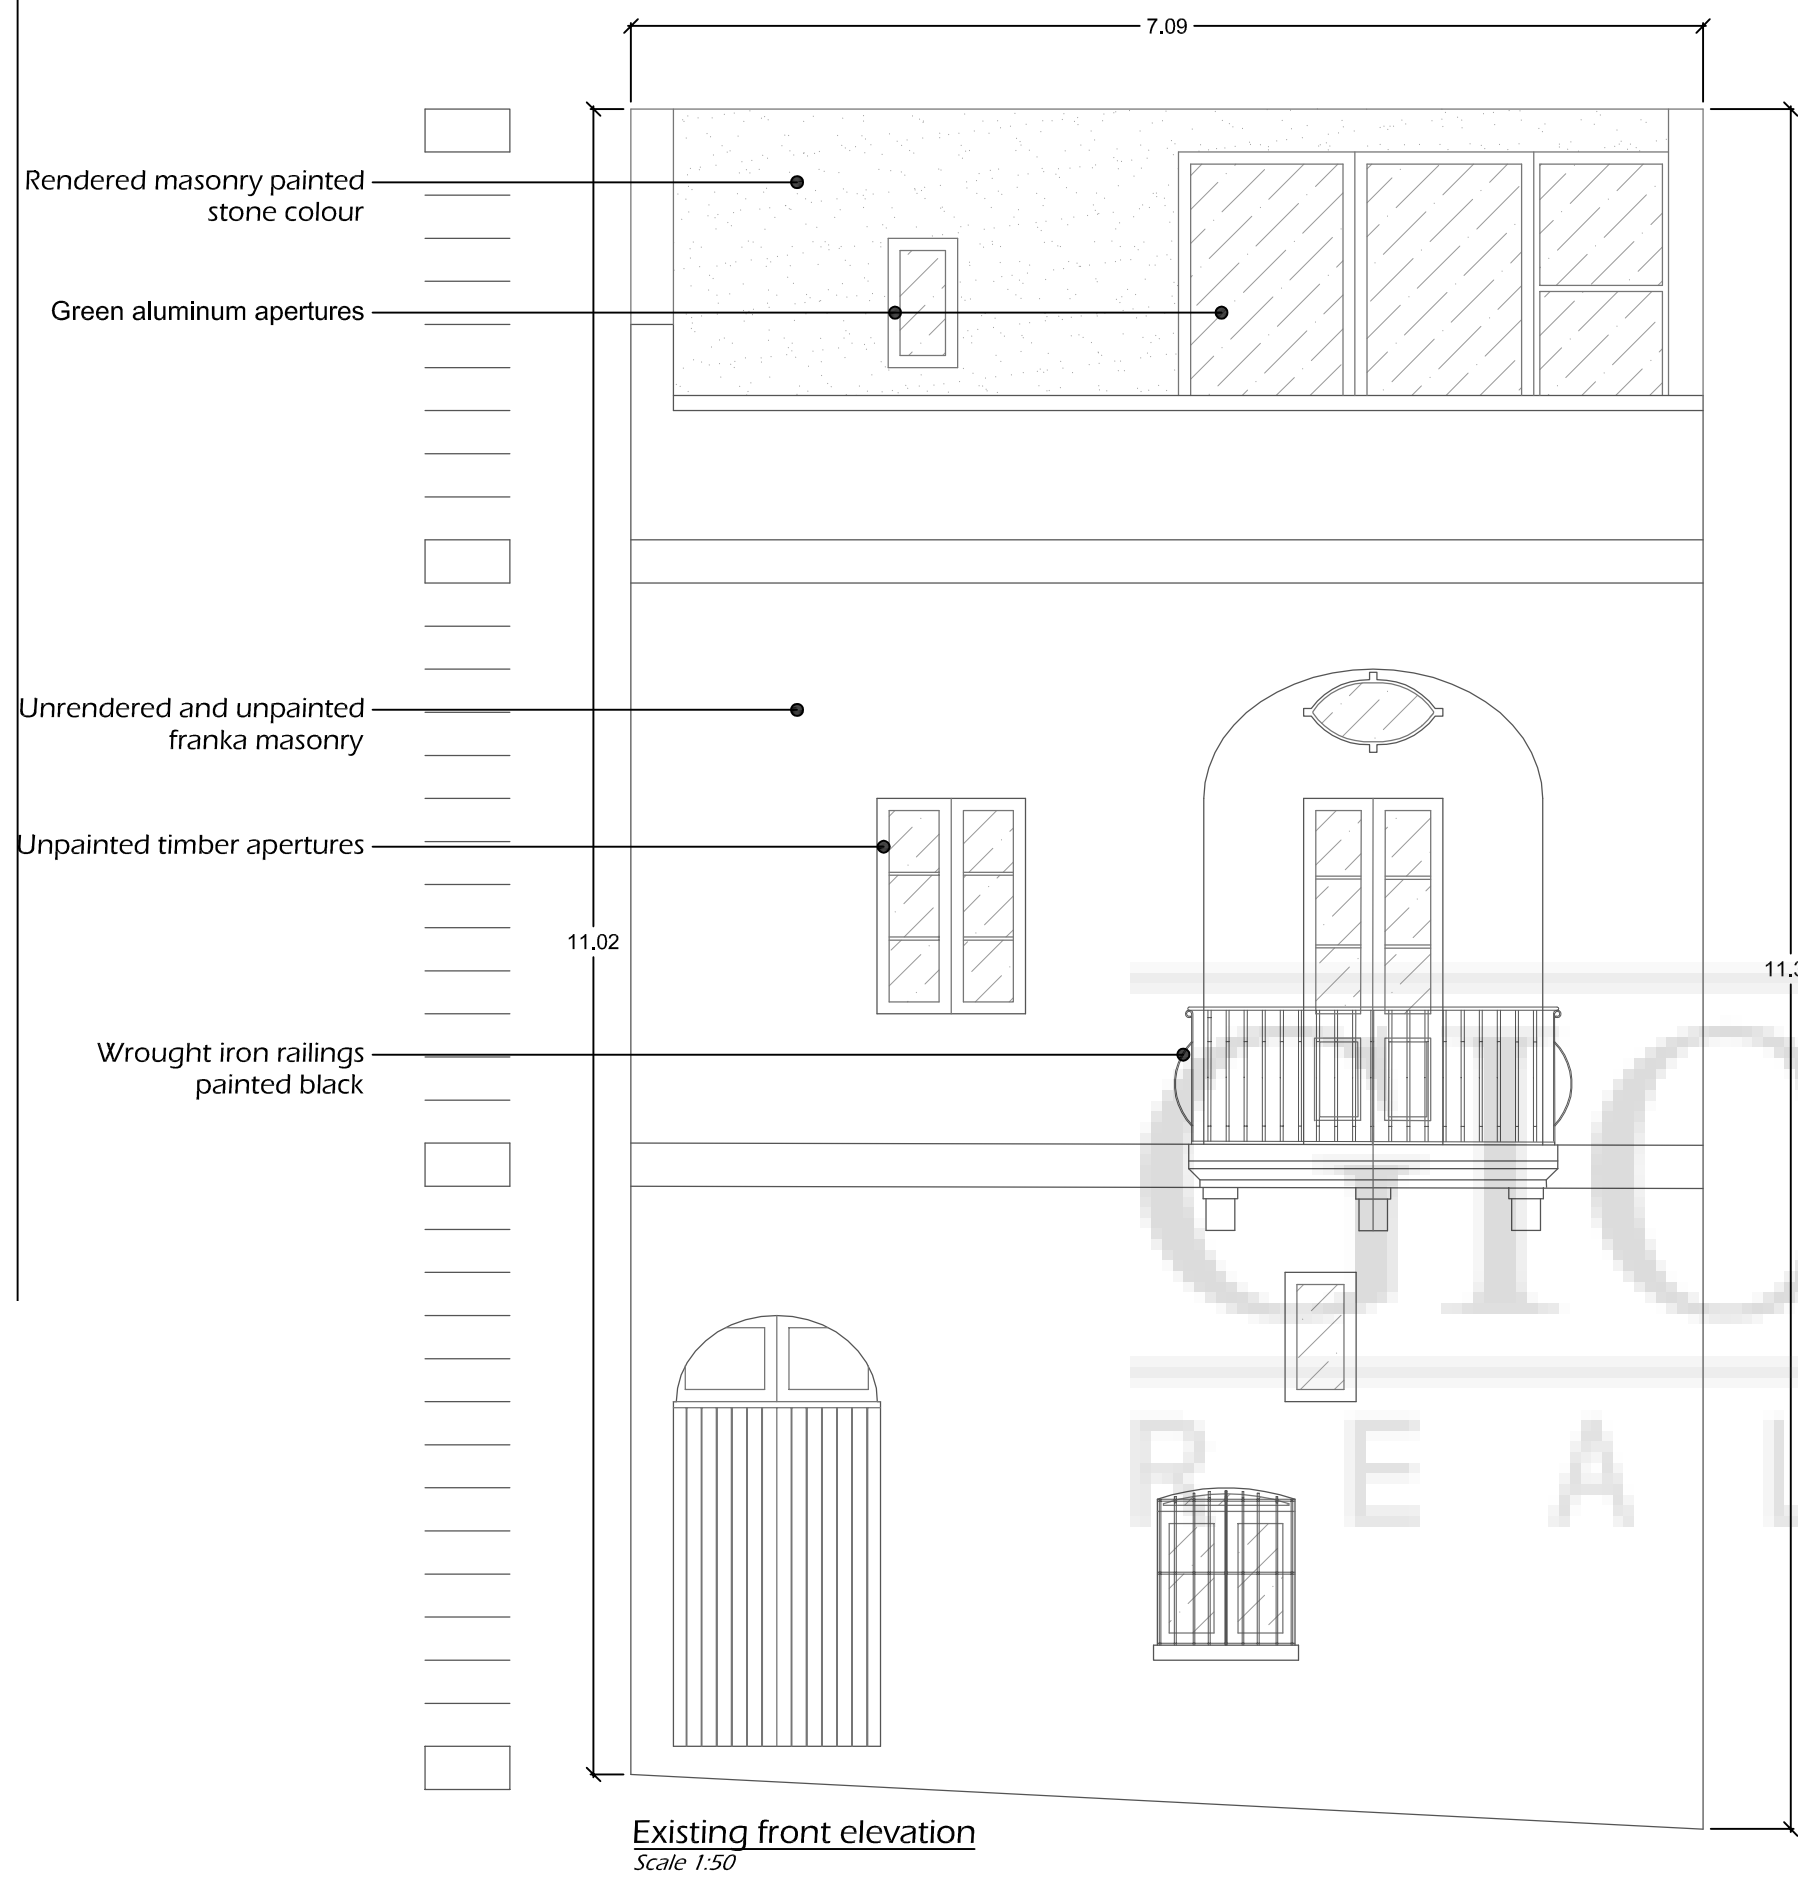 7.09
Rendered masonry painted
stone colour
Green aluminum apertures
Unrendered and unpainted
franka masonry
Unpainted timber apertures
11.02
Wrought iron railings
painted black
Existing front elevation
Scale 1:50